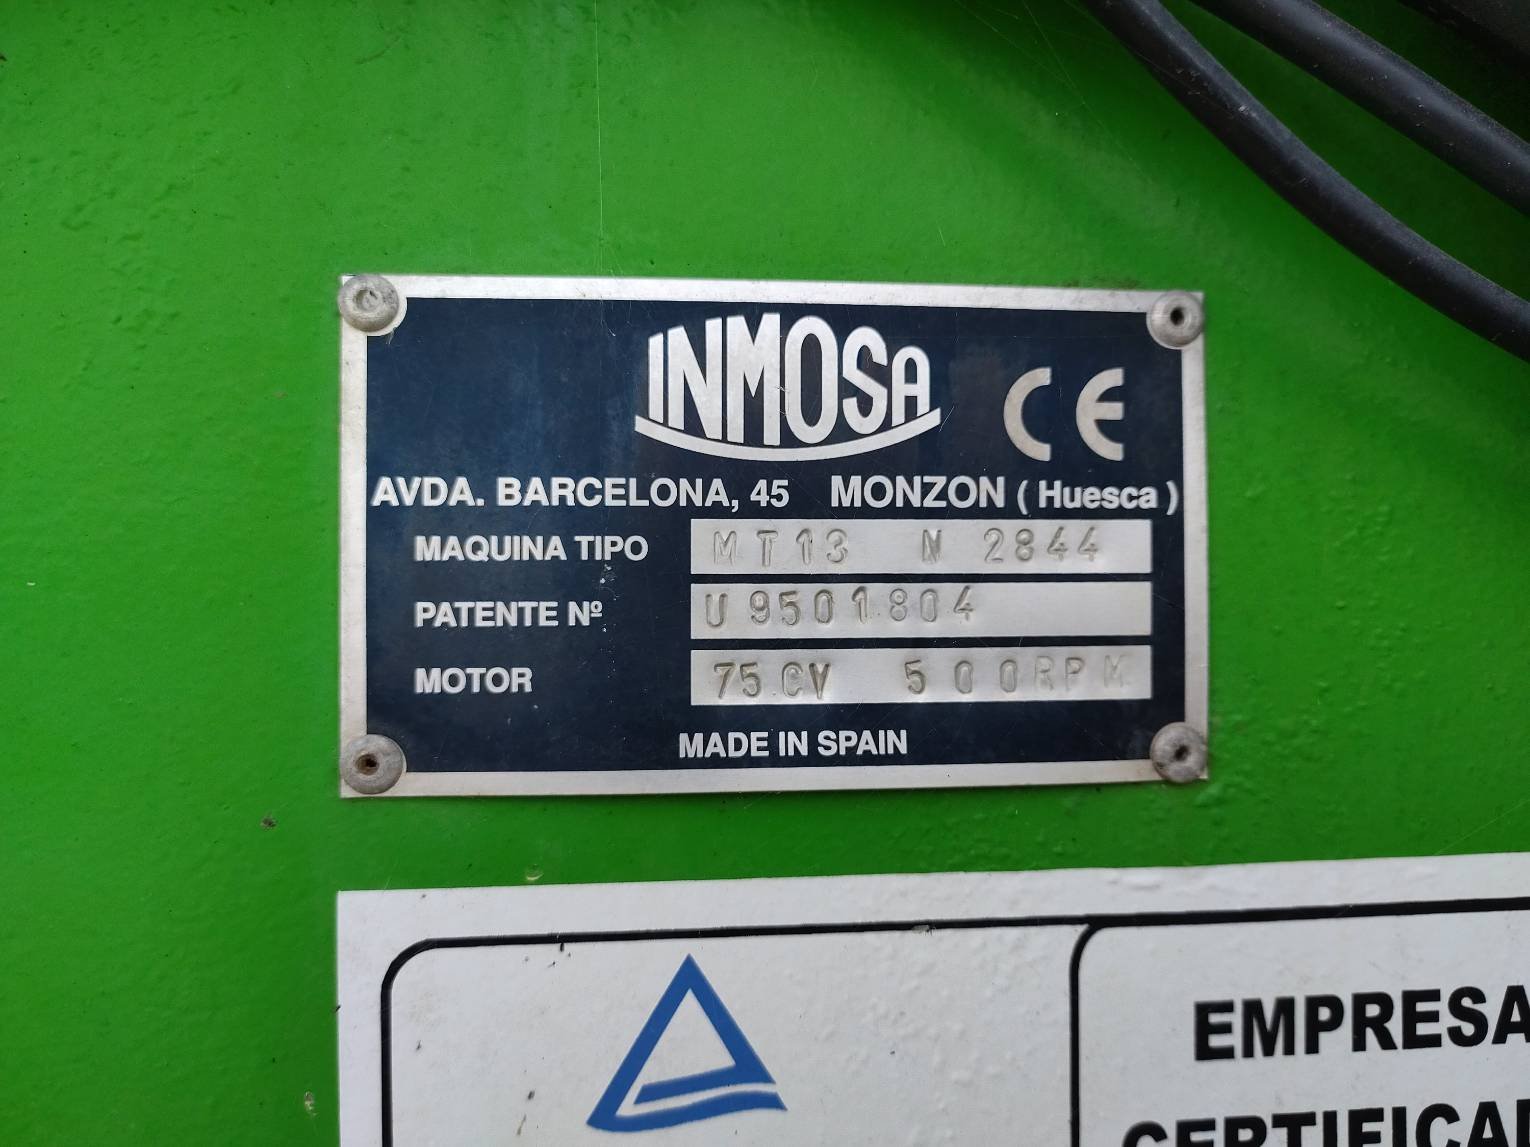 INMOSA CE
AVDA. BARCELONA, 45 MONZON (Huesca)
MAQUINA TIPO MT13 N 2844
PATENTE Nº U 9501804
MOTOR 75 CV 500RPM
MADE IN SPAIN
EMPRESA